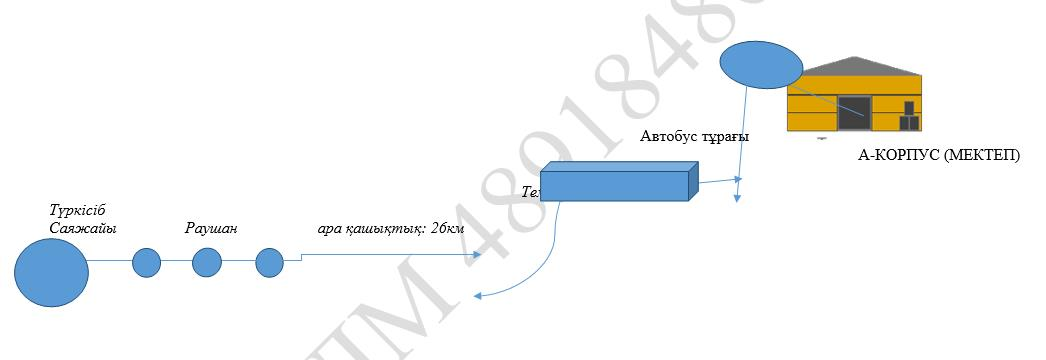 Автобус тұрағы
А-КОРПУС (МЕКТЕП)
Түркісіб
Саяжайы
Раушан
ара қашықтық: 26км